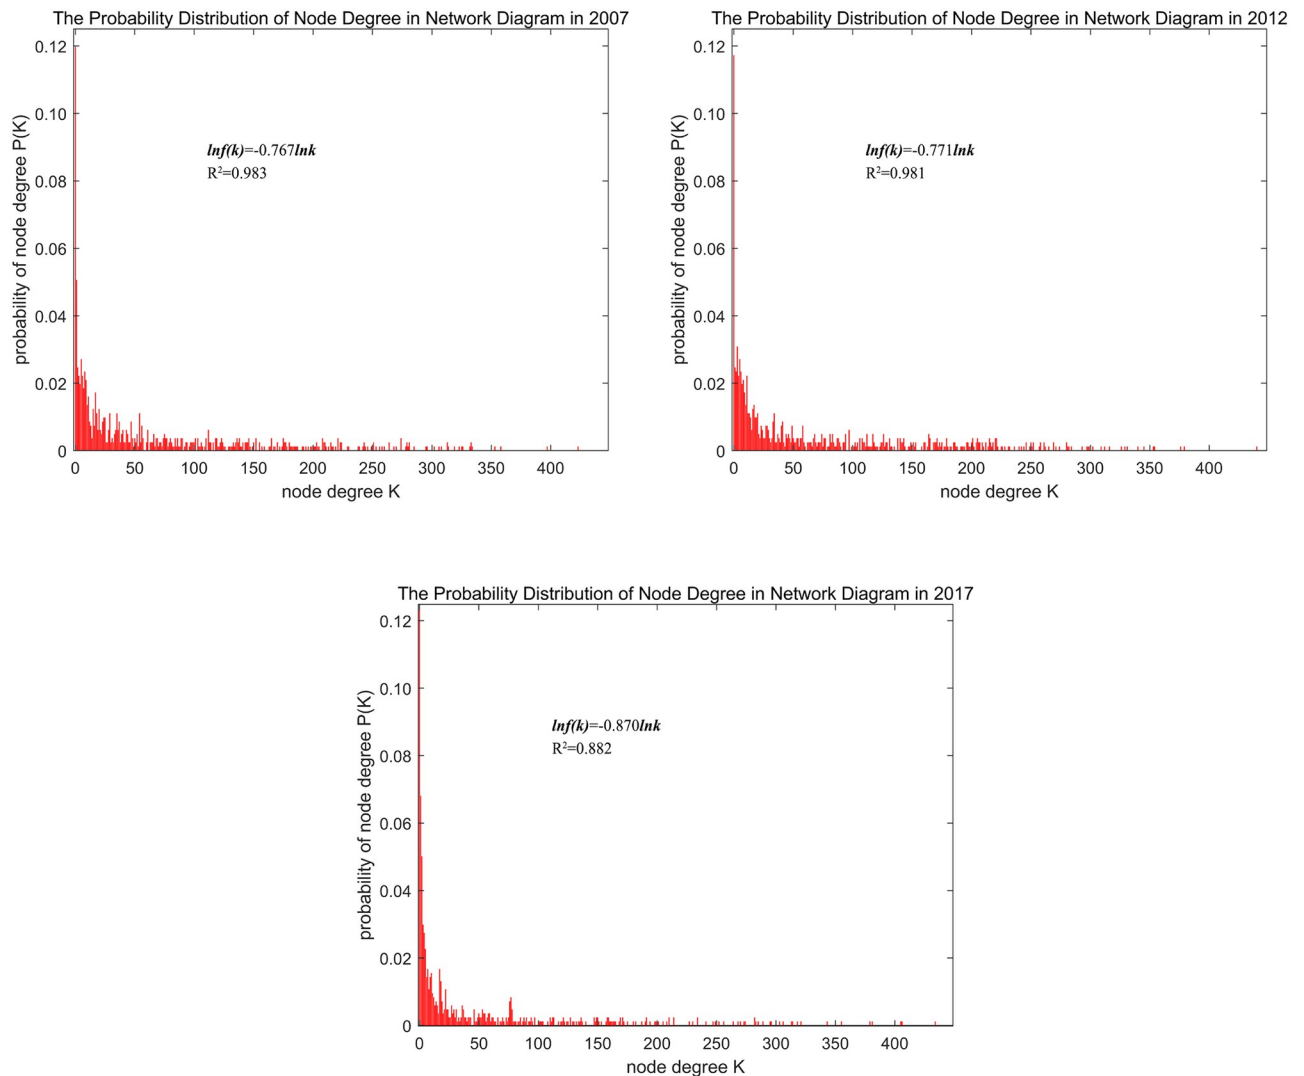 The Probability Distribution of Node Degree in Network Diagram in 2007
0.12
0.10
0.08
0.06
0.04
0.02
0
probability of node degree P(K)
lnf(k)=-0.767lnk
R²=0.983
0 50 100 150 200 250 300 350 400
node degree K
The Probability Distribution of Node Degree in Network Diagram in 2012
0.12
0.10
0.08
0.06
0.04
0.02
0
probability of node degree P(K)
lnf(k)=-0.771lnk
R²=0.981
0 50 100 150 200 250 300 350 400
node degree K
The Probability Distribution of Node Degree in Network Diagram in 2017
0.12
0.10
0.08
0.06
0.04
0.02
0
probability of node degree P(K)
lnf(k)=-0.870lnk
R²=0.882
0 50 100 150 200 250 300 350 400
node degree K